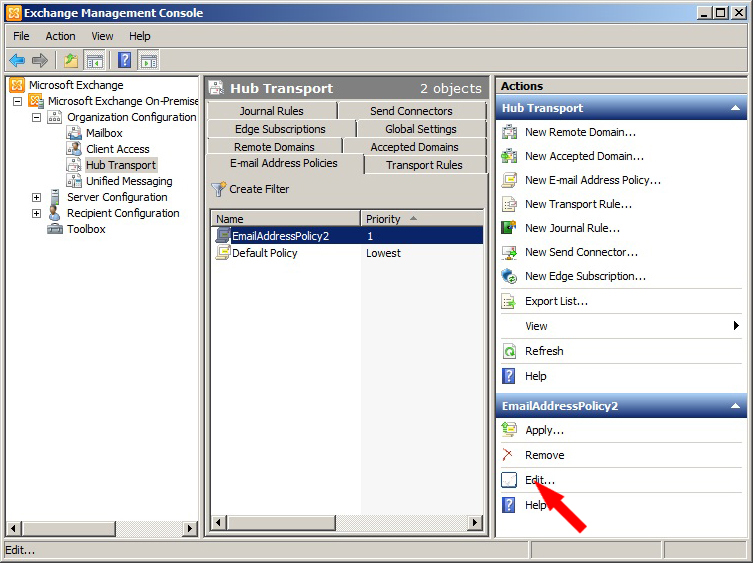 Exchange Management Console
File Action View Help
Microsoft Exchange
Microsoft Exchange On-Premise
Organization Configuration
Mailbox
Client Access
Hub Transport
Unified Messaging
Server Configuration
Recipient Configuration
Toolbox
Hub Transport 2 objects
Journal Rules Send Connectors
Edge Subscriptions Global Settings
Remote Domains Accepted Domains
E-mail Address Policies Transport Rules
Create Filter
Name Priority
EmailAddressPolicy2 1
Default Policy Lowest
Actions
Hub Transport
New Remote Domain...
New Accepted Domain...
New E-mail Address Policy...
New Transport Rule...
New Journal Rule...
New Send Connector...
New Edge Subscription...
Export List...
View
Refresh
Help
EmailAddressPolicy2
Apply...
Remove
Edit...
Help
Edit...